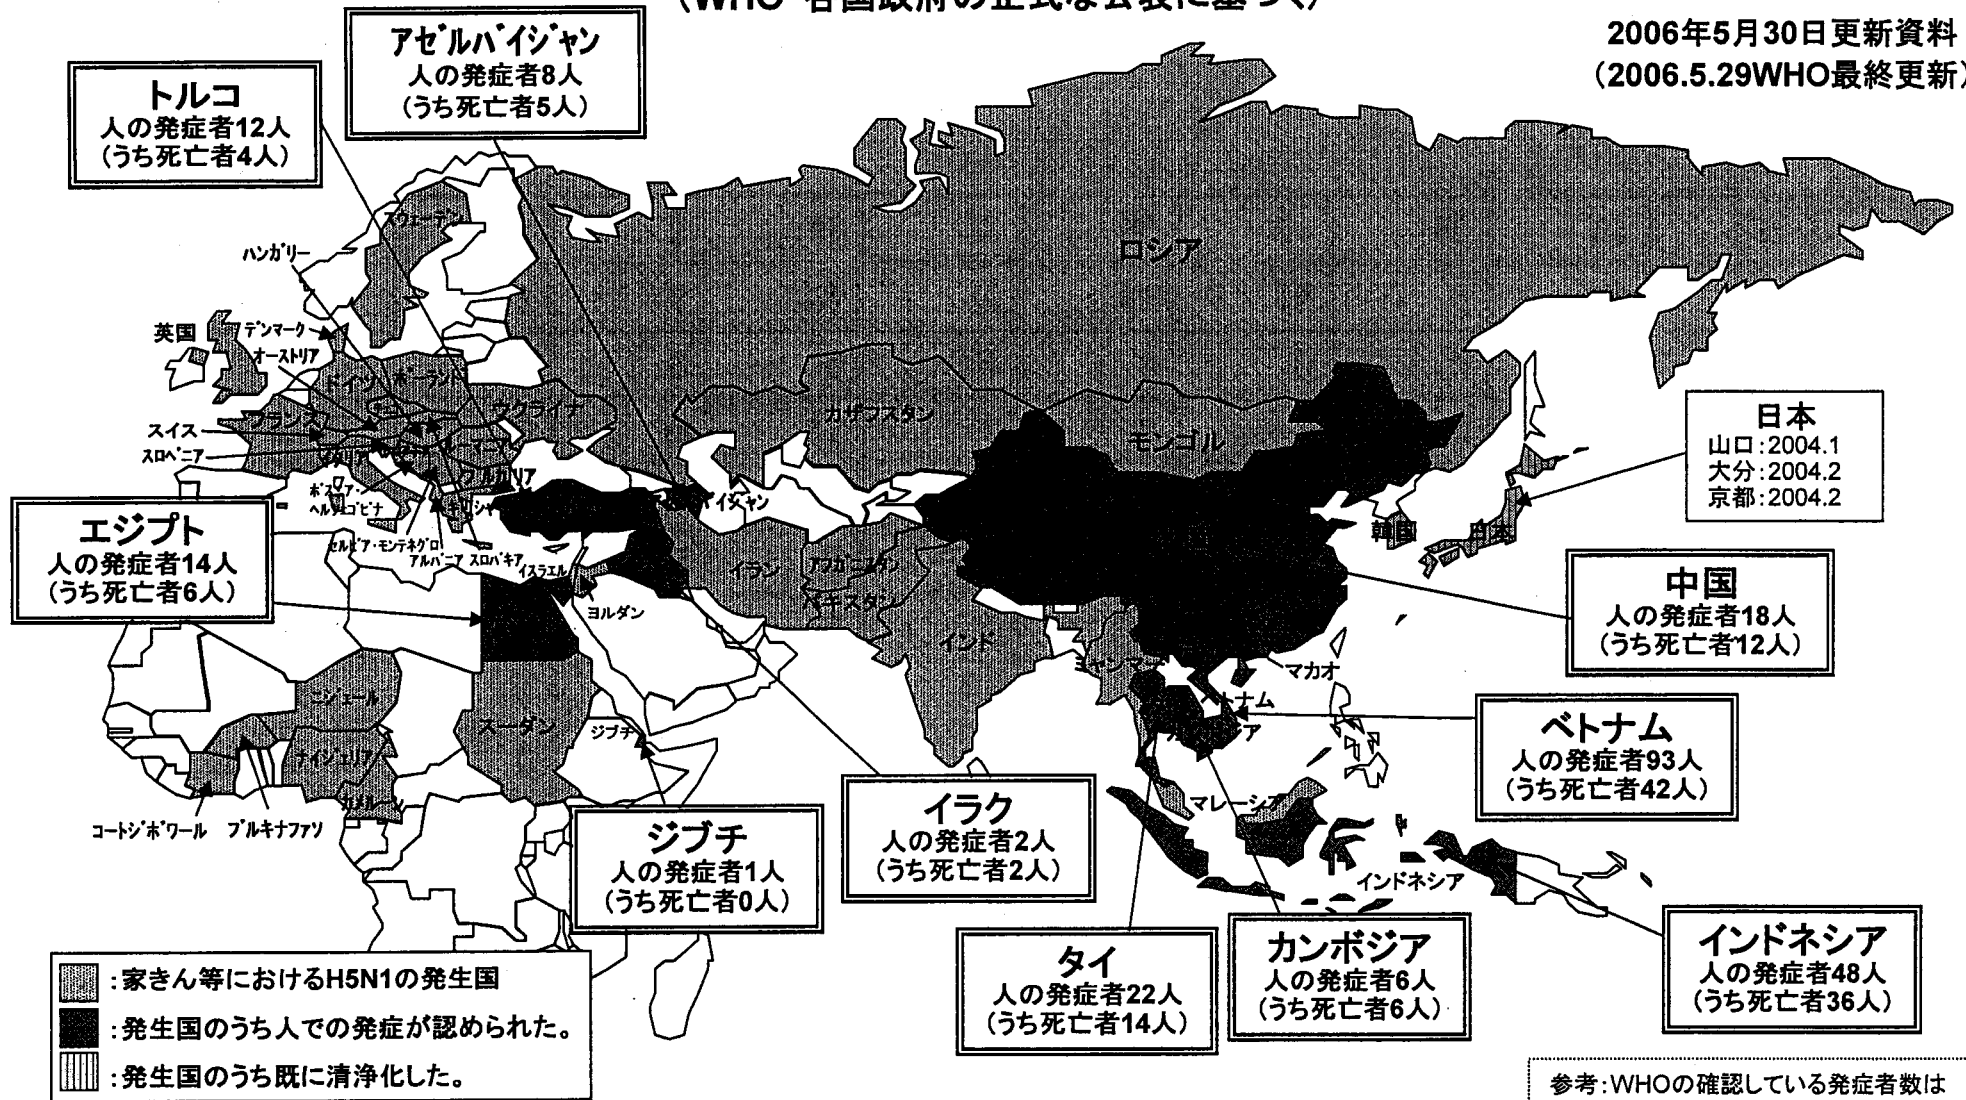 2006年5月30日更新資料
（2006.5.29WHO最終更新）
アゼルバイジャン
人の発症者8人
（うち死亡者5人）
トルコ
人の発症者12人
（うち死亡者4人）
スウェーデン
ハンガリー
ロシア
英国
デンマーク
オーストリア
ドイツ
ポーランド
フランス
ウクライナ
カザフスタン
モンゴル
スイス
スロベニア
ブルガリア
ボスニア・
ヘルツェゴビナ
セルビア・モンテネグロ
アルバニア
スロバキア
イスラエル
ヨルダン
イラン
パキスタン
インド
ミャンマー
韓国
日本
日本
山口：2004.1
大分：2004.2
京都：2004.2
エジプト
人の発症者14人
（うち死亡者6人）
中国
人の発症者18人
（うち死亡者12人）
マカオ
ニジェール
スーダン
ジブチ
ナイジェリア
コートジボワール
ブルキナファソ
ベトナム
人の発症者93人
（うち死亡者42人）
マレーシア
インドネシア
イラク
人の発症者2人
（うち死亡者2人）
ジブチ
人の発症者1人
（うち死亡者0人）
タイ
人の発症者22人
（うち死亡者14人）
カンボジア
人の発症者6人
（うち死亡者6人）
インドネシア
人の発症者48人
（うち死亡者36人）
：家きん等におけるH5N1の発生国
：発生国のうち人での発症が認められた。
：発生国のうち既に清浄化した。
参考：WHOの確認している発症者数は